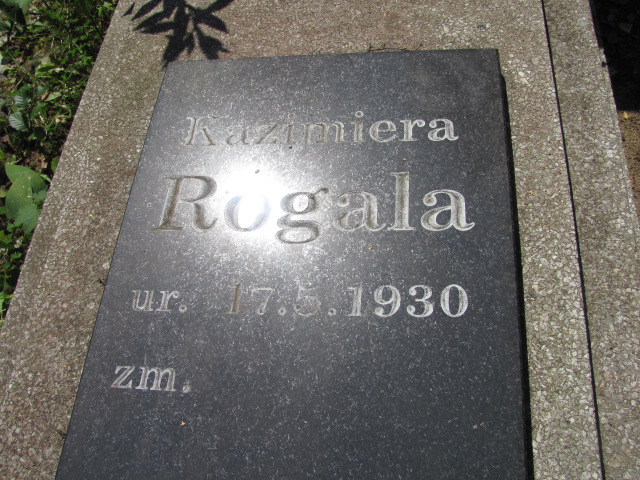 Kazimiera
Rogala
ur. 17.5.1930
zm.